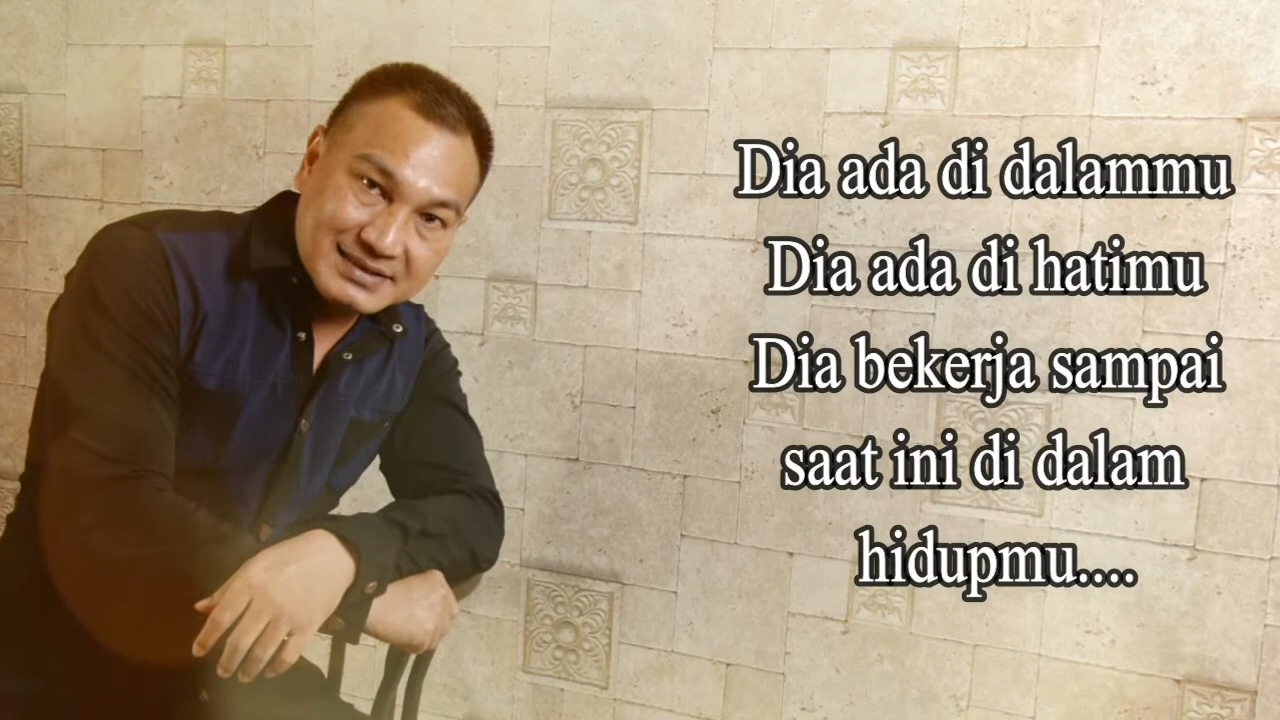 Dia ada di dalammu
Dia ada di hatimu
Dia bekerja sampai
saat ini di dalam
hidupmu....